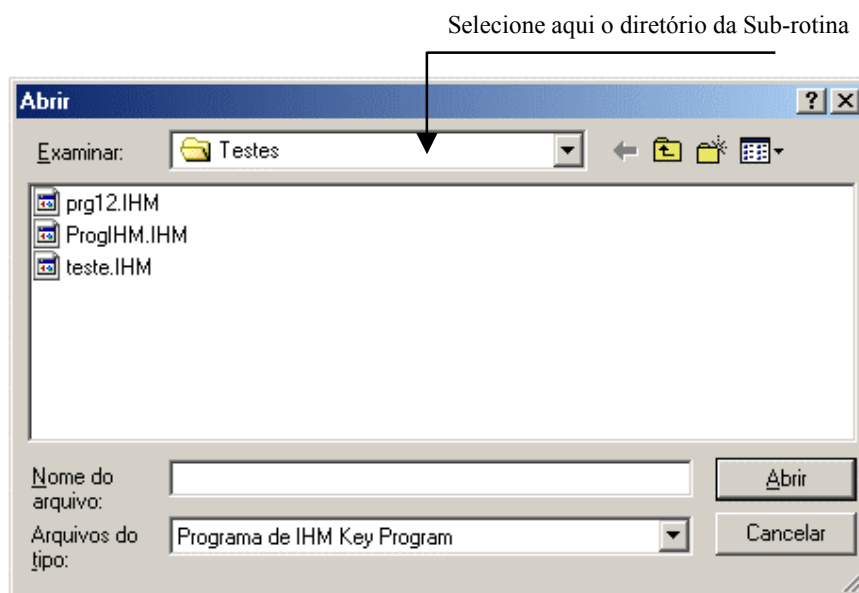 Selecione aqui o diretório da Sub-rotina
Abrir
Examinar:
Testes
prg12.IHM
ProgIHM.IHM
teste.IHM
Nome do
arquivo:
Abrir
Arquivos do
tipo:
Programa de IHM Key Program
Cancelar